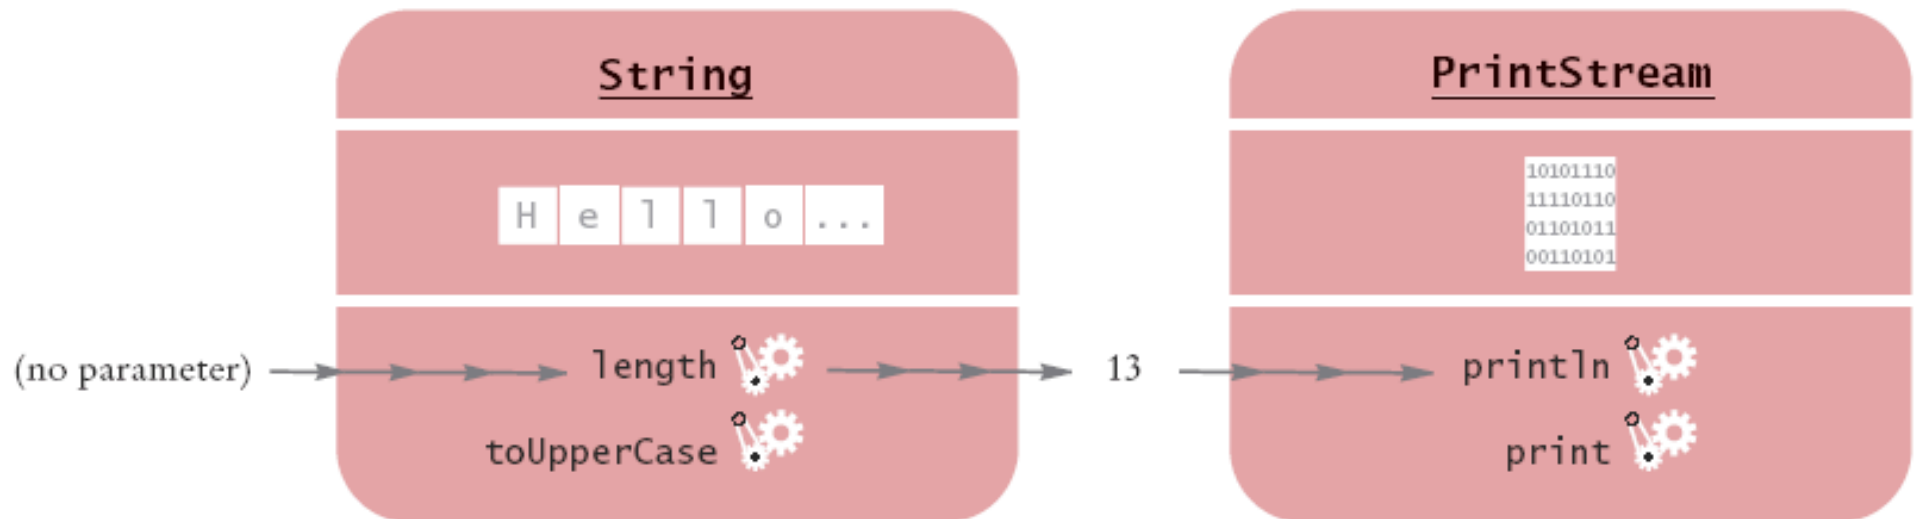 String
PrintStream
H e l l o ...
10101110
11110110
01101011
00110101
(no parameter) length 13 println
toUpperCase print